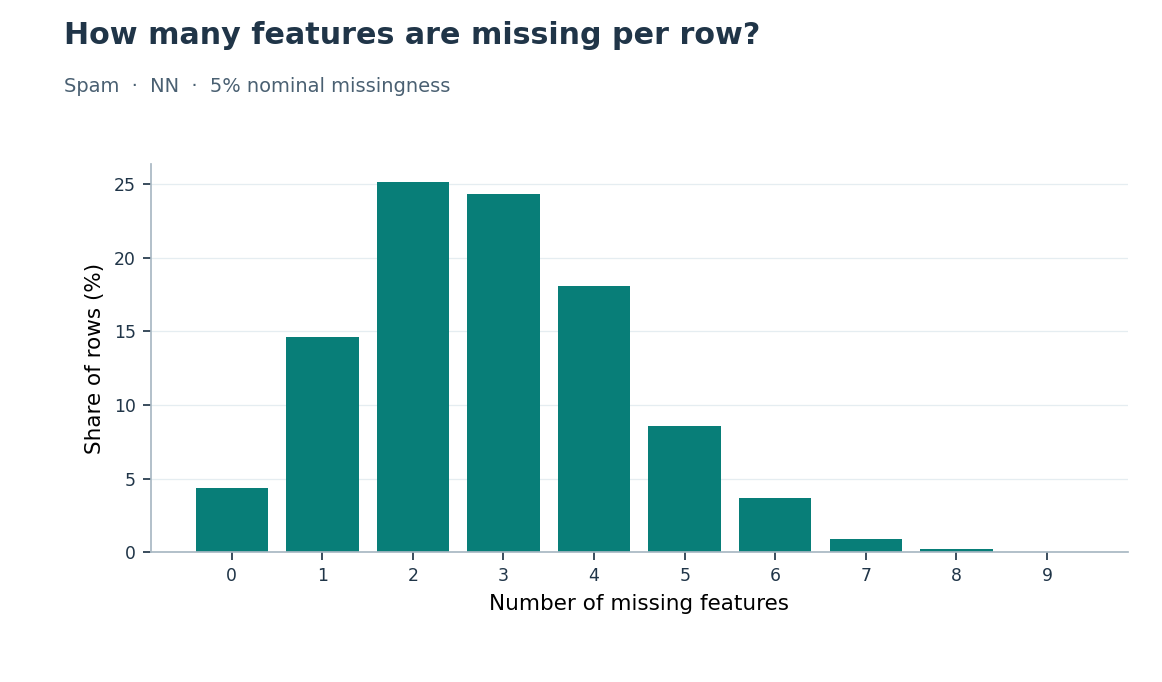 How many features are missing per row?
Spam · NN · 5% nominal missingness
Share of rows (%)
25
20
15
10
5
0
0 1 2 3 4 5 6 7 8 9
Number of missing features